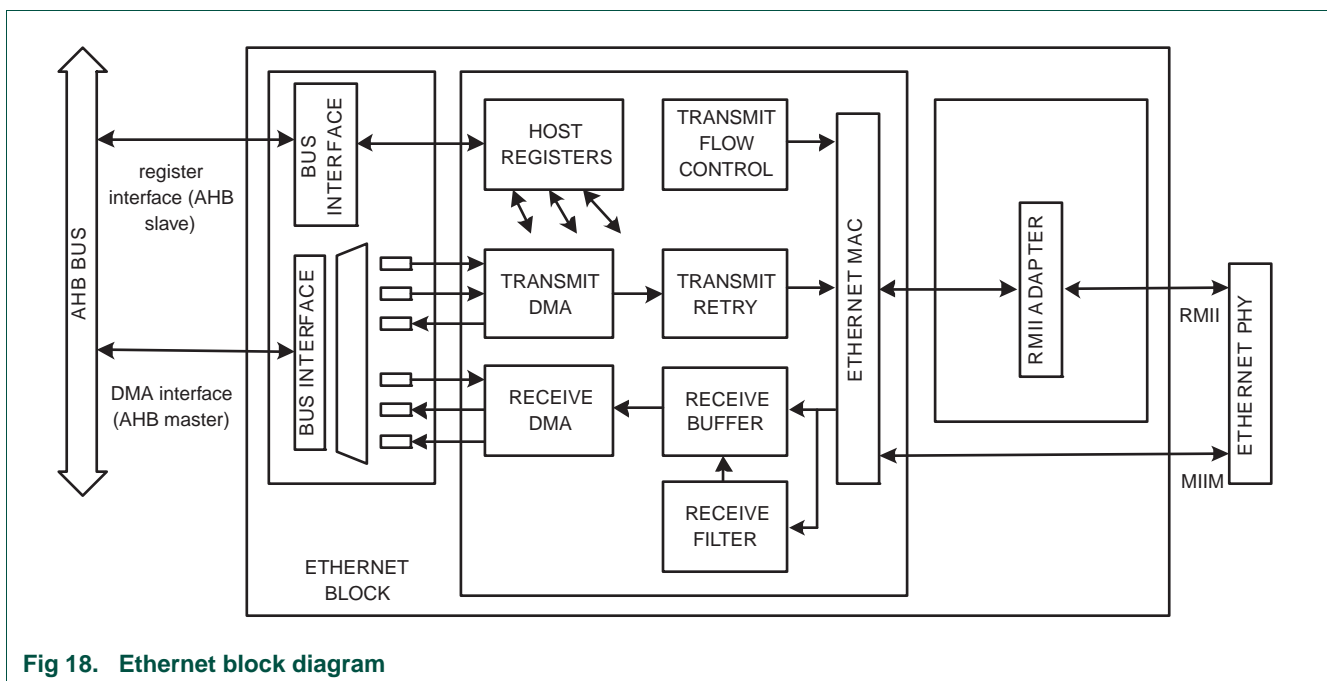 AHB BUS
register
interface (AHB
slave)
DMA interface
(AHB master)
BUS
INTERFACE
BUS INTERFACE
HOST
REGISTERS
TRANSMIT
FLOW
CONTROL
TRANSMIT
DMA
TRANSMIT
RETRY
RECEIVE
DMA
RECEIVE
BUFFER
RECEIVE
FILTER
ETHERNET MAC
RMII ADAPTER
RMII
MIIM
ETHERNET PHY
ETHERNET
BLOCK
Fig 18. Ethernet block diagram